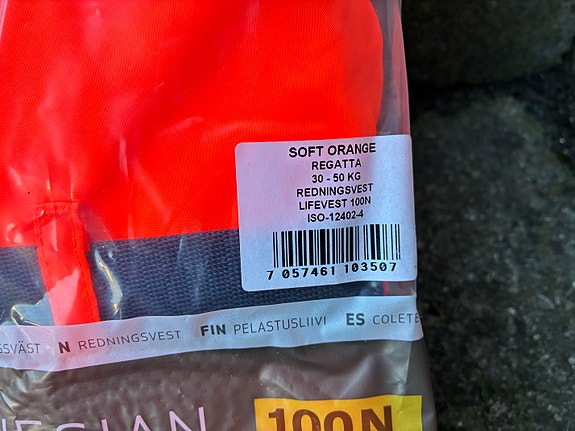 SOFT ORANGE
REGATTA
30 - 50 KG
REDNINGSVEST
LIFEVEST 100N
ISO-12402-4
7 057461 103507
N REDNINGSVEST FIN PELASTUSLIIVI ES COLETE
100N